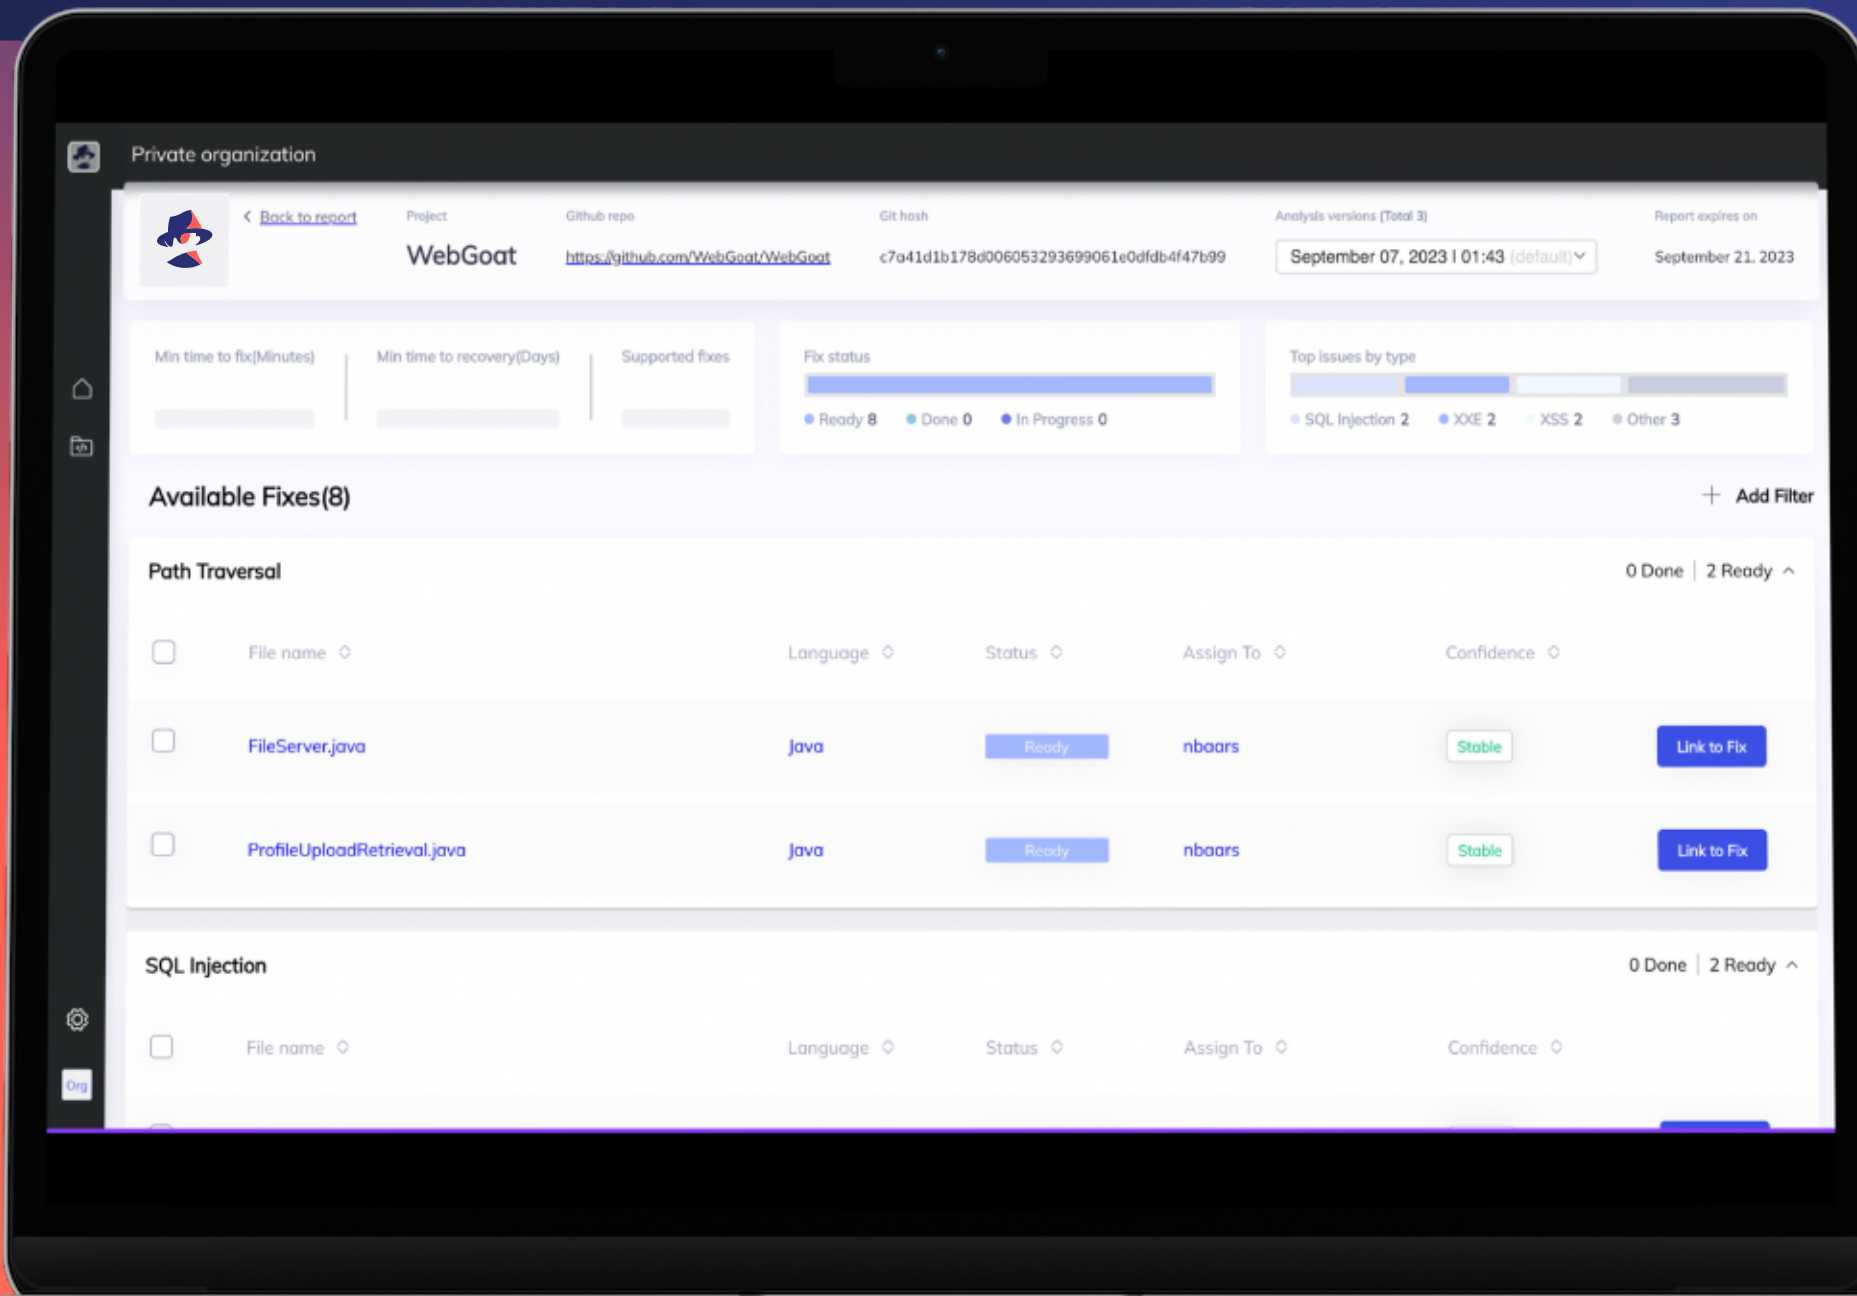 Private organization
Back to report
Project
WebGoat
Github repo
https://github.com/WebGoat/WebGoat
Git hash
c7a41d1b178d006053293699061e0dfdb4f47b99
Analysis versions (Total 3)
September 07, 2023 | 01:43 (default)
Report expires on
September 21, 2023
Min time to fix(Minutes)
Min time to recovery(Days)
Supported fixes
Fix status
Ready 8 Done 0 In Progress 0
Top issues by type
SQL Injection 2 XXE 2 XSS 2 Other 3
Available Fixes(8)
Add Filter
Path Traversal
0 Done | 2 Ready
File name Language Status Assign To Confidence
FileServer.java Java Ready nbaars Stable Link to Fix
ProfileUploadRetrieval.java Java Ready nbaars Stable Link to Fix
SQL Injection
0 Done | 2 Ready
File name Language Status Assign To Confidence
Org